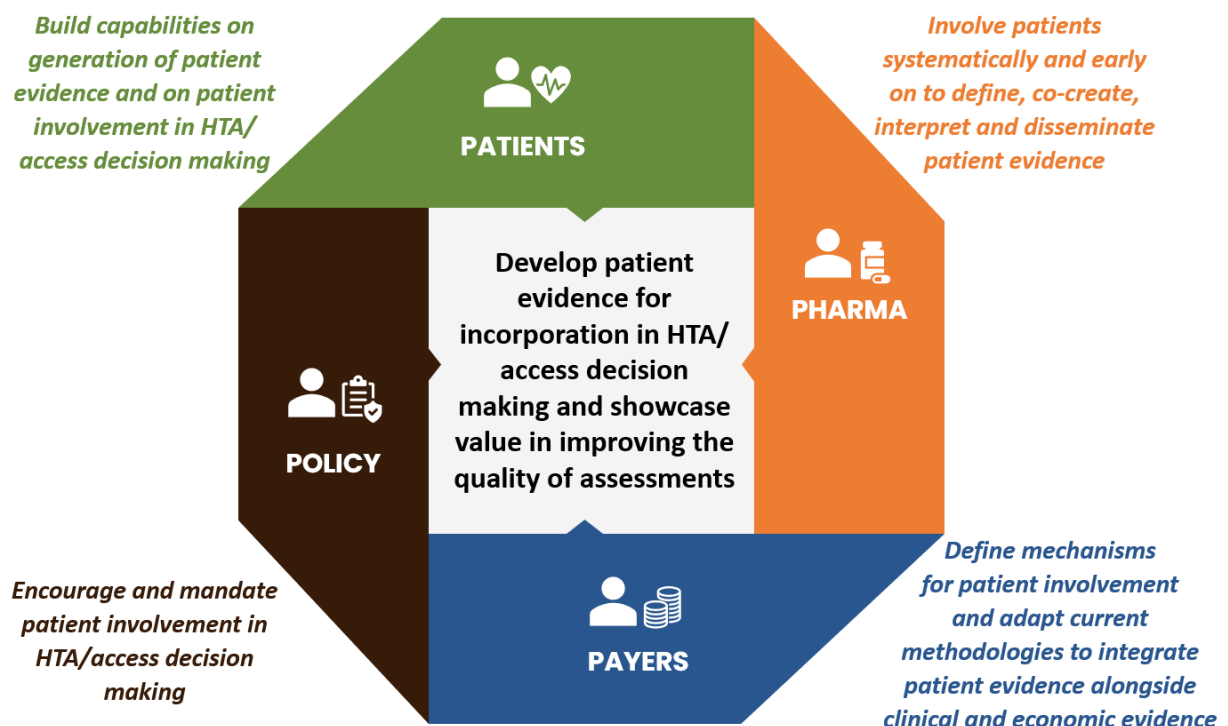 Build capabilities on
generation of patient
evidence and on patient
involvement in HTA/
access decision making
PATIENTS
Involve patients
systematically and early
on to define, co-create,
interpret and disseminate
patient evidence
PHARMA
Develop patient
evidence for
incorporation in HTA/
access decision
making and showcase
value in improving the
quality of assessments
POLICY
Encourage and mandate
patient involvement in
HTA/access decision
making
PAYERS
Define mechanisms
for patient involvement
and adapt current
methodologies to integrate
patient evidence alongside
clinical and economic evidence